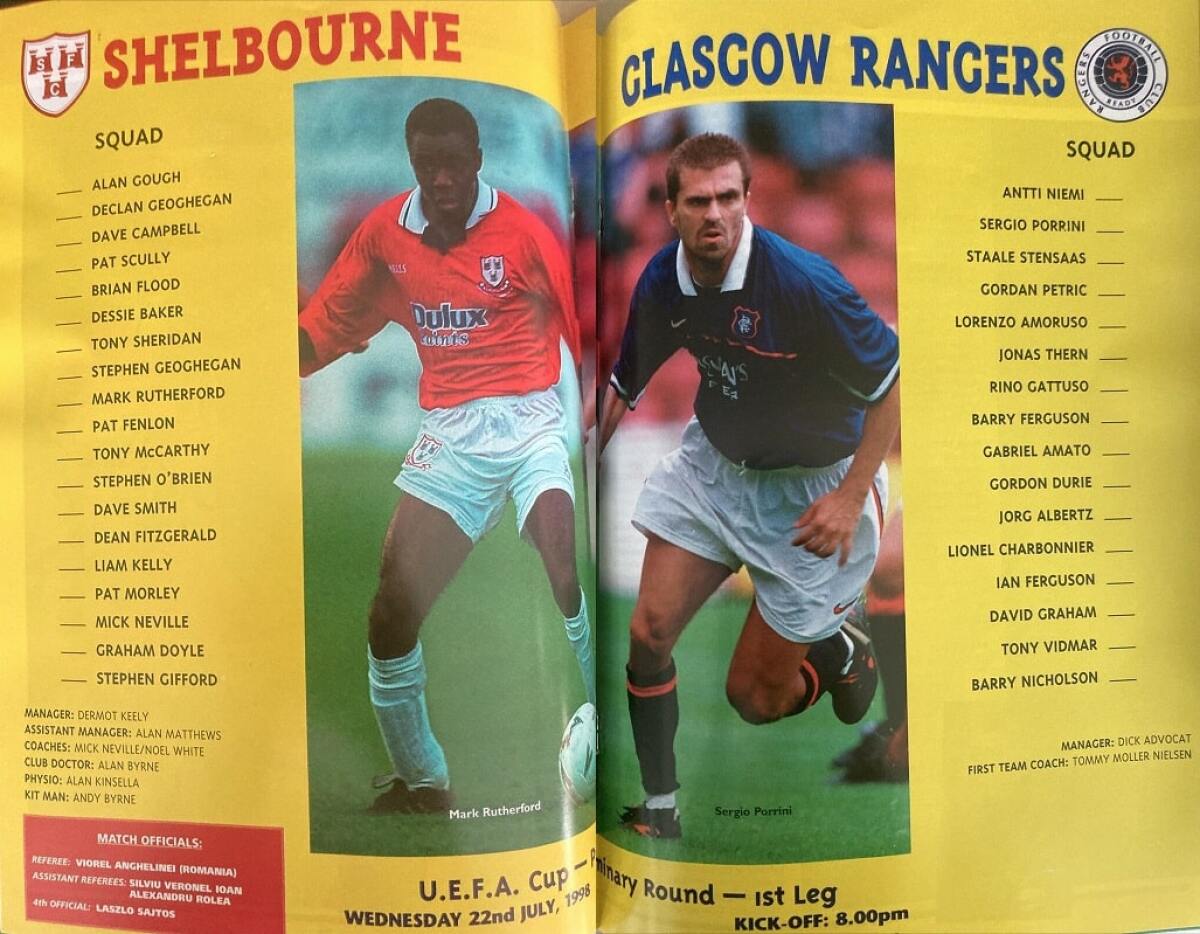 SHELBOURNE
S F C
SQUAD
ALAN GOUGH
DECLAN GEOGHEGAN
DAVE CAMPBELL
PAT SCULLY
BRIAN FLOOD
DESSIE BAKER
TONY SHERIDAN
STEPHEN GEOGHEGAN
MARK RUTHERFORD
PAT FENLON
TONY McCARTHY
STEPHEN O'BRIEN
DAVE SMITH
DEAN FITZGERALD
LIAM KELLY
PAT MORLEY
MICK NEVILLE
GRAHAM DOYLE
STEPHEN GIFFORD
MANAGER: DERMOT KEELY
ASSISTANT MANAGER: ALAN MATTHEWS
COACHES: MICK NEVILLE/NOEL WHITE
CLUB DOCTOR: ALAN BYRNE
PHYSIO: ALAN KINSELLA
KIT MAN: ANDY BYRNE
MATCH OFFICIALS:
REFEREE: VIOREL ANGHELINEI (ROMANIA)
ASSISTANT REFEREES: SILVIU VERONEL IOAN
ALEXANDRU ROLEA
4th OFFICIAL: LASZLO SAJTOS
Dulux
Paints
Mark Rutherford
GLASGOW RANGERS
RANGERS FOOTBALL CLUB
READY
SQUAD
ANTTI NIEMI
SERGIO PORRINI
STAALE STENSAAS
GORDAN PETRIC
LORENZO AMORUSO
JONAS THERN
RINO GATTUSO
BARRY FERGUSON
GABRIEL AMATO
GORDON DURIE
JORG ALBERTZ
LIONEL CHARBONNIER
IAN FERGUSON
DAVID GRAHAM
TONY VIDMAR
BARRY NICHOLSON
MANAGER: DICK ADVOCAT
FIRST TEAM COACH: TOMMY MOLLER NIELSEN
Sergio Porrini
U.E.F.A. Cup — P minary Round — 1st Leg
WEDNESDAY 22nd JULY, 1998
KICK-OFF: 8.00pm